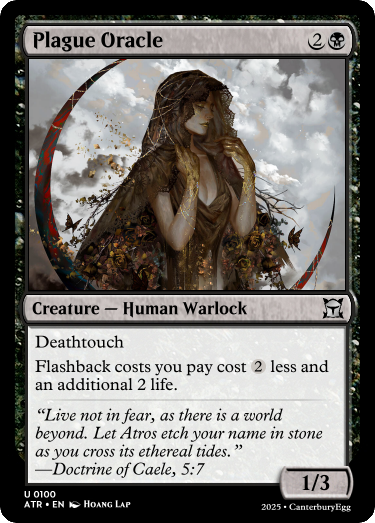 Plague Oracle 2
Creature — Human Warlock
Deathtouch
Flashback costs you pay cost 2 less and
an additional 2 life.
“Live not in fear, as there is a world
beyond. Let Atros etch your name in stone
as you cross its ethereal tides.”
—Doctrine of Caele, 5:7
1/3
U 0100
ATR • EN Hoang Lap
2025 • CanterburyEgg